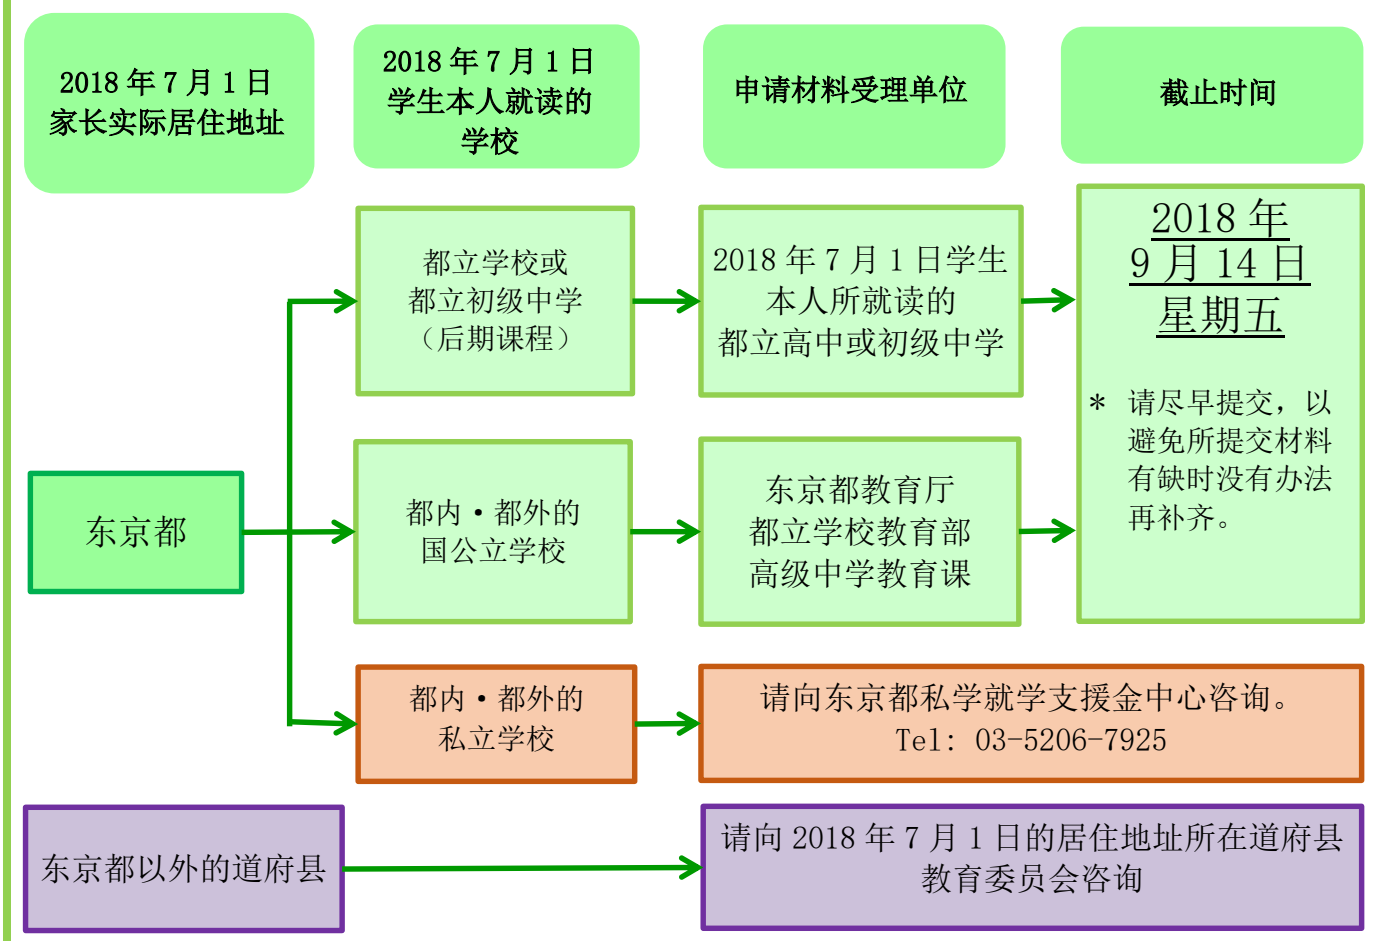 2018 年 7 月 1 日
家长实际居住地址
2018 年 7 月 1 日
学生本人就读的
学校
申请材料受理单位
截止时间
都立学校或
都立初级中学
（后期课程）
2018 年 7 月 1 日学生
本人所就读的
都立高中或初级中学
2018 年
9 月 14 日
星期五
* 请尽早提交，以
避免所提交材料
有缺时没有办法
再补齐。
东京都
都内・都外的
国公立学校
东京都教育厅
都立学校教育部
高级中学教育课
都内・都外的
私立学校
请向东京都私学就学支援金中心咨询。
Tel: 03-5206-7925
东京都以外的道府县
请向 2018 年 7 月 1 日的居住地址所在道府县
教育委员会咨询